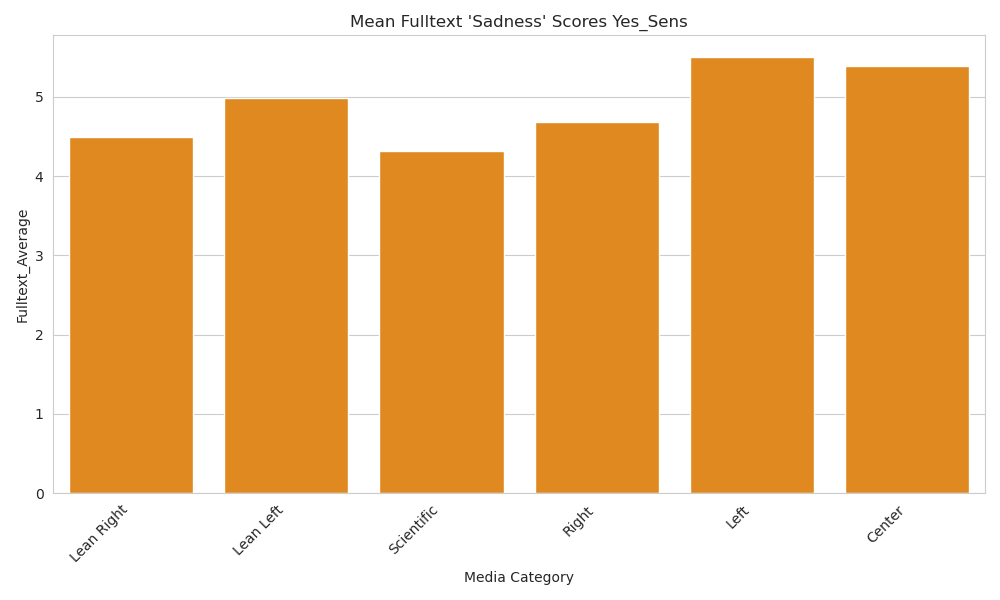 Mean Fulltext 'Sadness' Scores Yes_Sens
Fulltext_Average
5
4
3
2
1
0
Lean Right
Lean Left
Scientific
Right
Left
Center
Media Category